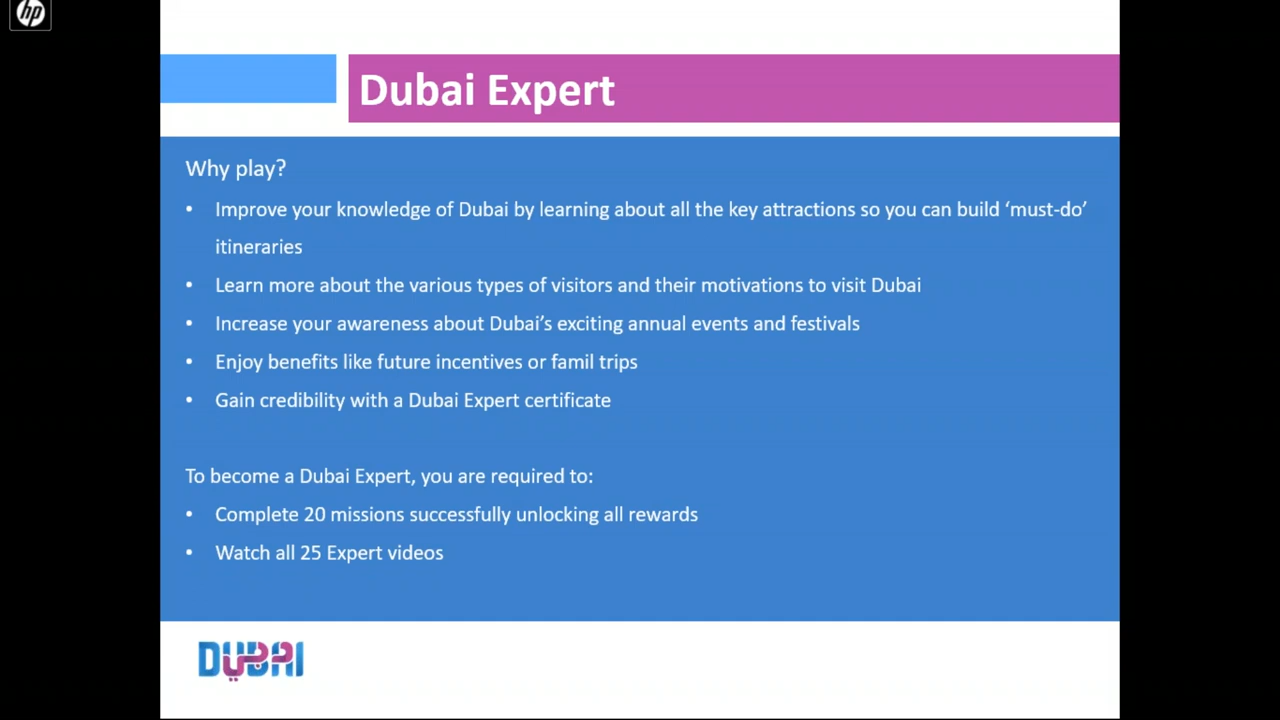 hp
Dubai Expert
Why play?
• Improve your knowledge of Dubai by learning about all the key attractions so you can build ‘must-do’
itineraries
• Learn more about the various types of visitors and their motivations to visit Dubai
• Increase your awareness about Dubai’s exciting annual events and festivals
• Enjoy benefits like future incentives or famil trips
• Gain credibility with a Dubai Expert certificate
To become a Dubai Expert, you are required to:
• Complete 20 missions successfully unlocking all rewards
• Watch all 25 Expert videos
DUBAI